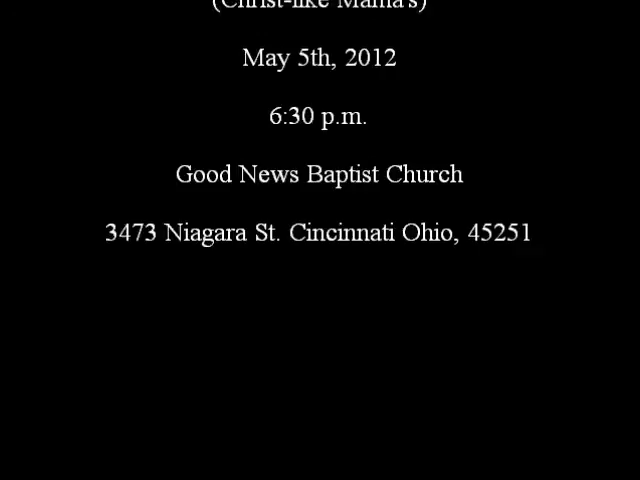 (Christ-like Mama's)
May 5th, 2012
6:30 p.m.
Good News Baptist Church
3473 Niagara St. Cincinnati Ohio, 45251